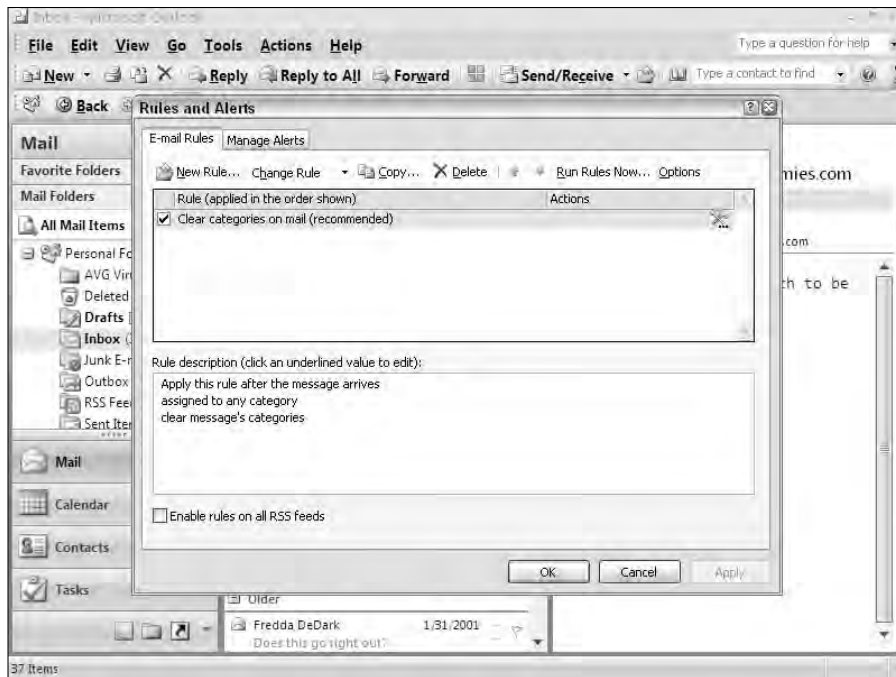 Inbox - Microsoft Outlook
File Edit View Go Tools Actions Help
Type a question for help
New Reply Reply to All Forward Send/Receive Type a contact to find
Back
Rules and Alerts
E-mail Rules Manage Alerts
New Rule... Change Rule Copy... Delete Run Rules Now... Options
Rule (applied in the order shown) Actions
Clear categories on mail (recommended)
Rule description (click an underlined value to edit):
Apply this rule after the message arrives
assigned to any category
clear message's categories
Enable rules on all RSS feeds
OK Cancel Apply
Mail
Favorite Folders
Mail Folders
All Mail Items
Personal Fo
AVG Vir
Deleted
Drafts [
Inbox (
Junk E-r
Outbox
RSS Fee
Sent Iter
Mail
Calendar
Contacts
Tasks
mies.com
.com
th to be
Older
Fredda DeDark 1/31/2001
Does this go right out?
37 Items